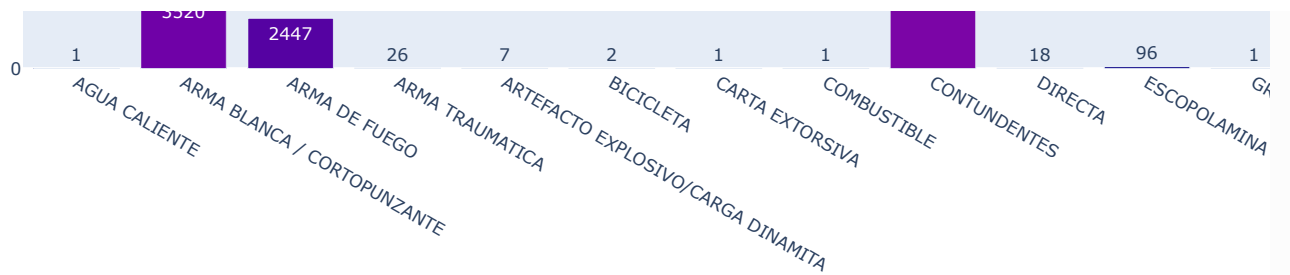 3520
2447
1
26
7
2
1
1
18
96
1
0
AGUA CALIENTE
ARMA BLANCA / CORTOPUNZANTE
ARMA DE FUEGO
ARMA TRAUMATICA
ARTEFACTO EXPLOSIVO/CARGA DINAMITA
BICICLETA
CARTA EXTORSIVA
COMBUSTIBLE
CONTUNDENTES
DIRECTA
ESCOPOLAMINA